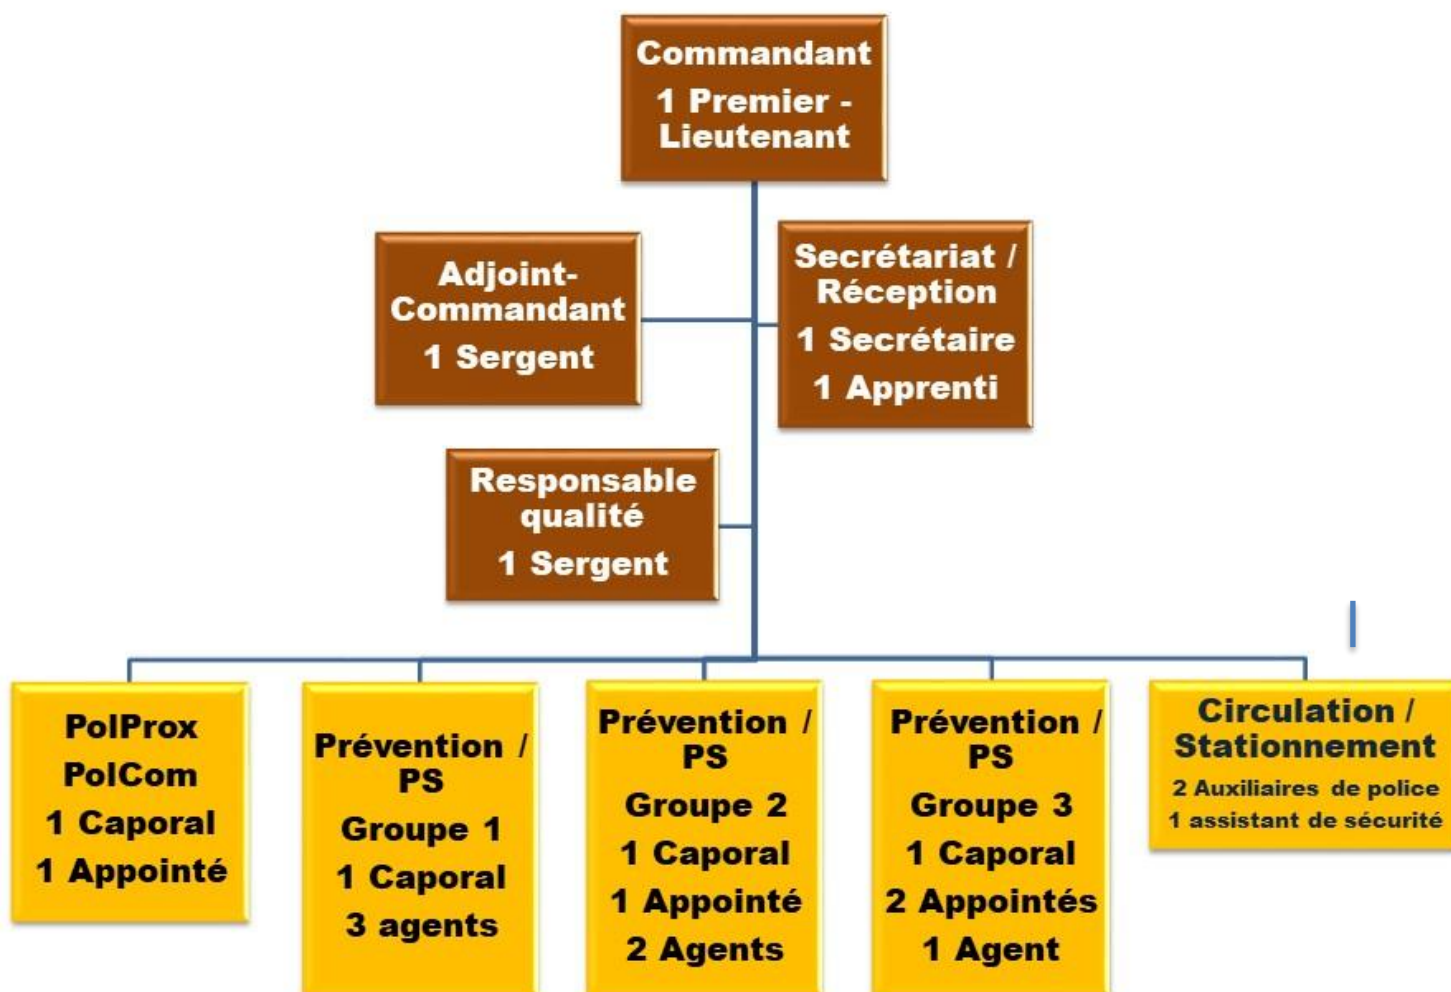 Commandant
1 Premier -
Lieutenant
Adjoint-
Commandant
1 Sergent
Secrétariat /
Réception
1 Secrétaire
1 Apprenti
Responsable
qualité
1 Sergent
PolProx
PolCom
1 Caporal
1 Appointé
Prévention /
PS
Groupe 1
1 Caporal
3 agents
Prévention /
PS
Groupe 2
1 Caporal
1 Appointé
2 Agents
Prévention /
PS
Groupe 3
1 Caporal
2 Appointés
1 Agent
Circulation /
Stationnement
2 Auxiliaires de police
1 assistant de sécurité